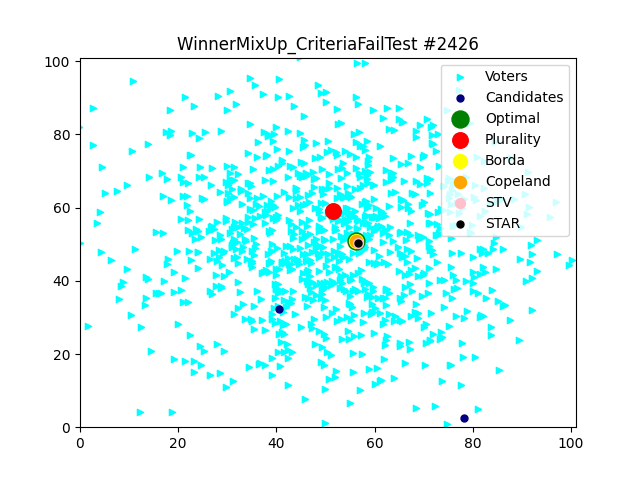 WinnerMixUp_CriteriaFailTest #2426
100
80
60
40
20
0
0 20 40 60 80 100
Voters
Candidates
Optimal
Plurality
Borda
Copeland
STV
STAR